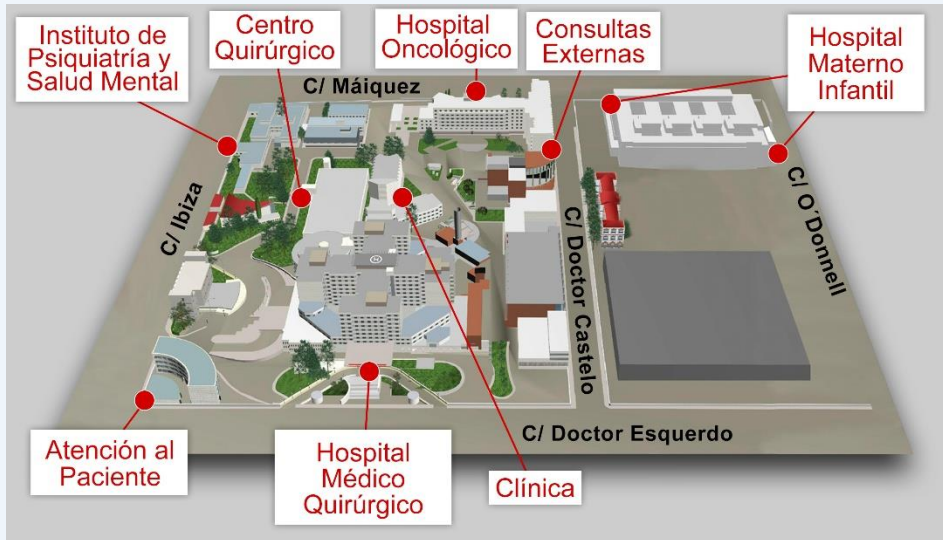 Instituto de
Psiquiatría y
Salud Mental
Centro
Quirúrgico
Hospital
Oncológico
Consultas
Externas
Hospital
Materno
Infantil
C/ Máiquez
C/ Ibiza
C/ Doctor Castelo
C/ O´Donnell
H
C/ Doctor Esquerdo
Atención al
Paciente
Hospital
Médico
Quirúrgico
Clínica